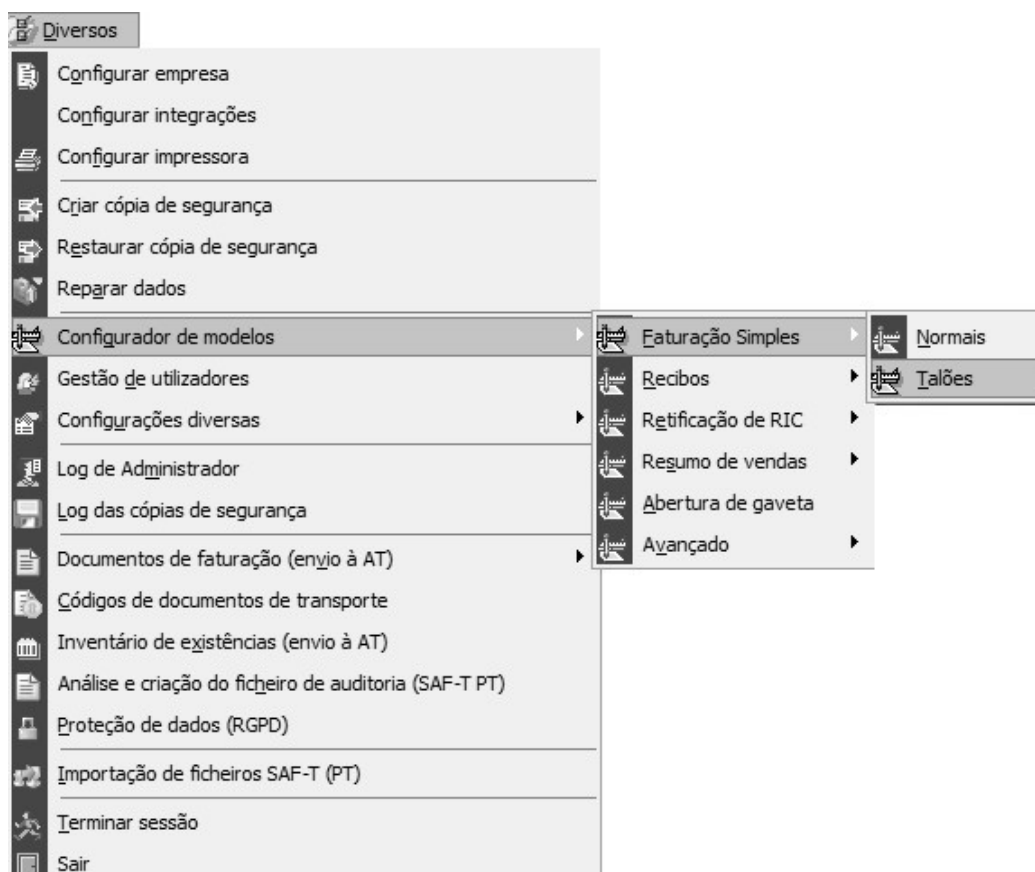 Diversos
Configurar empresa
Configurar integrações
Configurar impressora
Criar cópia de segurança
Restaurar cópia de segurança
Reparar dados
Configurador de modelos
Faturação Simples
Normais
Gestão de utilizadores
Recibos
Talões
Configurações diversas
Retificação de RIC
Log de Administrador
Resumo de vendas
Log das cópias de segurança
Abertura de gaveta
Documentos de faturação (envio à AT)
Avançado
Códigos de documentos de transporte
Inventário de existências (envio à AT)
Análise e criação do ficheiro de auditoria (SAF-T PT)
Proteção de dados (RGPD)
Importação de ficheiros SAF-T (PT)
Terminar sessão
Sair